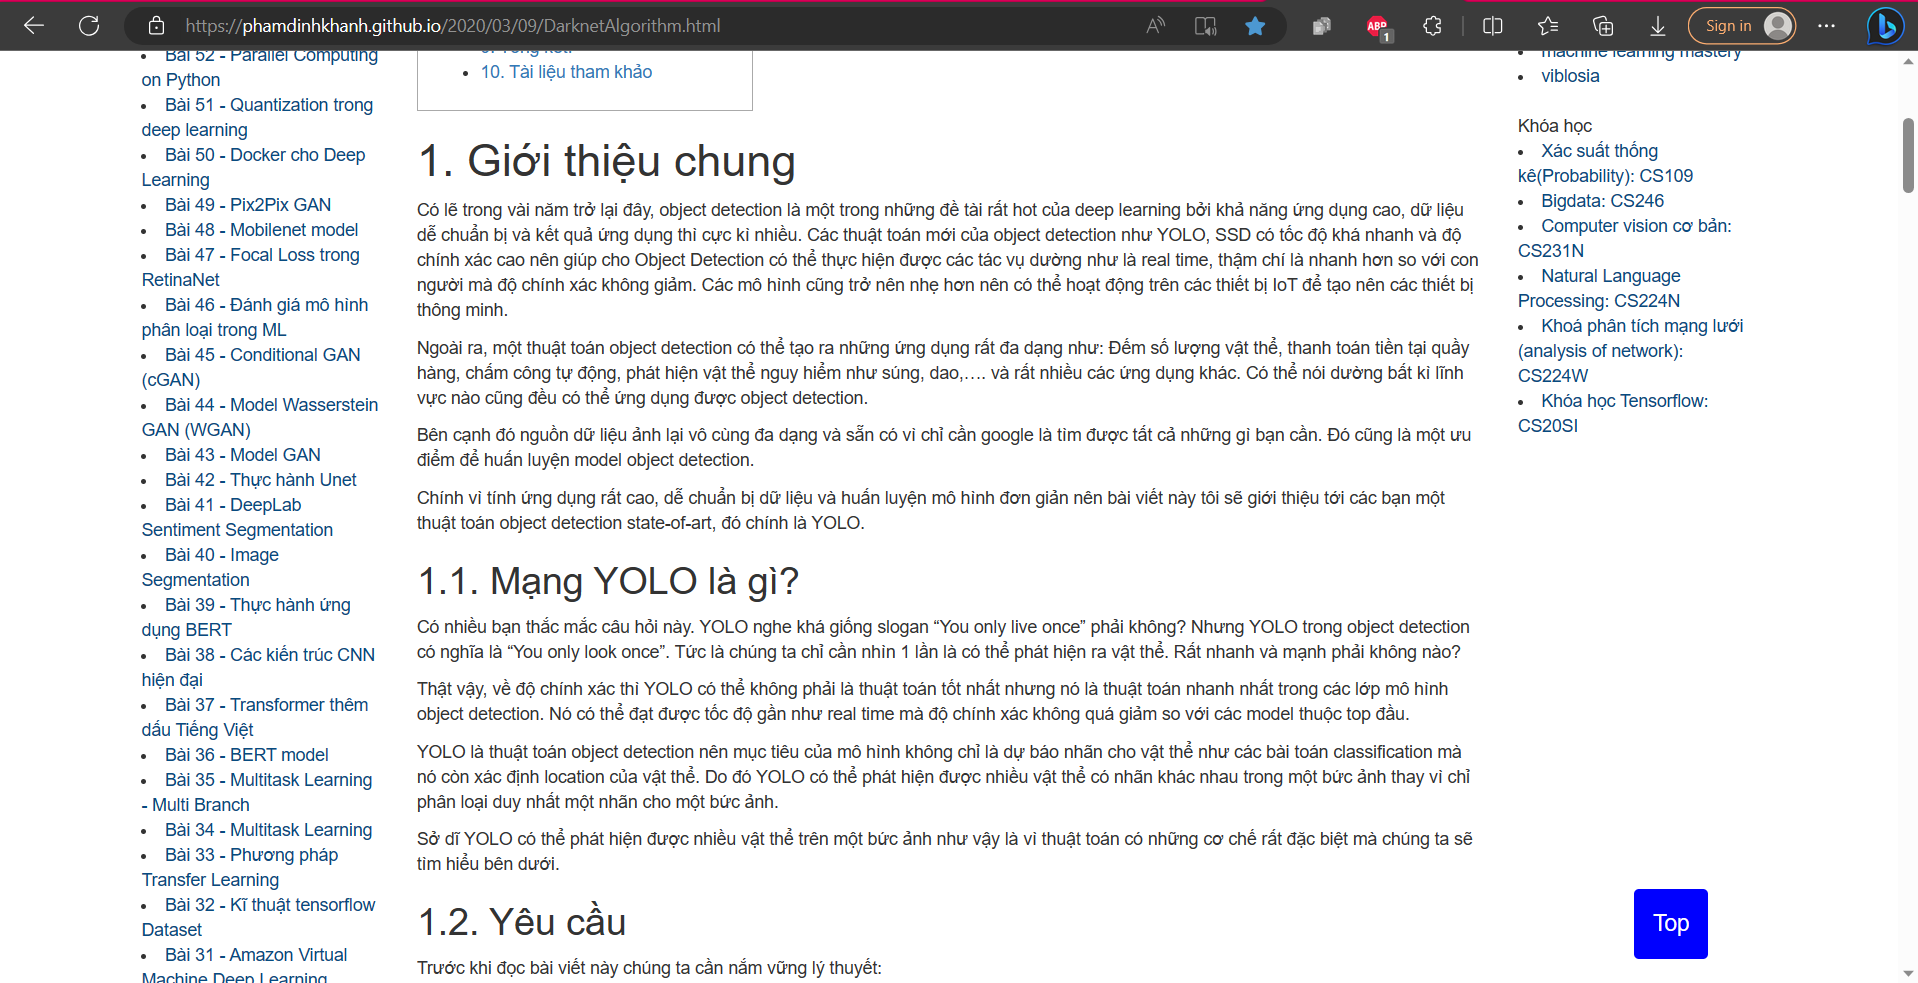 https://phamdinhkhanh.github.io/2020/03/09/DarknetAlgorithm.html
ABP
1
Sign in
Bài 52 - Parallel Computing
on Python
Bài 51 - Quantization trong
deep learning
Bài 50 - Docker cho Deep
Learning
Bài 49 - Pix2Pix GAN
Bài 48 - Mobilenet model
Bài 47 - Focal Loss trong
RetinaNet
Bài 46 - Đánh giá mô hình
phân loại trong ML
Bài 45 - Conditional GAN
(cGAN)
Bài 44 - Model Wasserstein
GAN (WGAN)
Bài 43 - Model GAN
Bài 42 - Thực hành Unet
Bài 41 - DeepLab
Sentiment Segmentation
Bài 40 - Image
Segmentation
Bài 39 - Thực hành ứng
dụng BERT
Bài 38 - Các kiến trúc CNN
hiện đại
Bài 37 - Transformer thêm
dấu Tiếng Việt
Bài 36 - BERT model
Bài 35 - Multitask Learning
- Multi Branch
Bài 34 - Multitask Learning
Bài 33 - Phương pháp
Transfer Learning
Bài 32 - Kĩ thuật tensorflow
Dataset
Bài 31 - Amazon Virtual
Machine Deep Learning
10. Tài liệu tham khảo
1. Giới thiệu chung
Có lẽ trong vài năm trở lại đây, object detection là một trong những đề tài rất hot của deep learning bởi khả năng ứng dụng cao, dữ liệu
dễ chuẩn bị và kết quả ứng dụng thì cực kì nhiều. Các thuật toán mới của object detection như YOLO, SSD có tốc độ khá nhanh và độ
chính xác cao nên giúp cho Object Detection có thể thực hiện được các tác vụ dường như là real time, thậm chí là nhanh hơn so với con
người mà độ chính xác không giảm. Các mô hình cũng trở nên nhẹ hơn nên có thể hoạt động trên các thiết bị IoT để tạo nên các thiết bị
thông minh.
Ngoài ra, một thuật toán object detection có thể tạo ra những ứng dụng rất đa dạng như: Đếm số lượng vật thể, thanh toán tiền tại quầy
hàng, chấm công tự động, phát hiện vật thể nguy hiểm như súng, dao,…. và rất nhiều các ứng dụng khác. Có thể nói dường bất kì lĩnh
vực nào cũng đều có thể ứng dụng được object detection.
Bên cạnh đó nguồn dữ liệu ảnh lại vô cùng đa dạng và sẵn có vì chỉ cần google là tìm được tất cả những gì bạn cần. Đó cũng là một ưu
điểm để huấn luyện model object detection.
Chính vì tính ứng dụng rất cao, dễ chuẩn bị dữ liệu và huấn luyện mô hình đơn giản nên bài viết này tôi sẽ giới thiệu tới các bạn một
thuật toán object detection state-of-art, đó chính là YOLO.
1.1. Mạng YOLO là gì?
Có nhiều bạn thắc mắc câu hỏi này. YOLO nghe khá giống slogan “You only live once” phải không? Nhưng YOLO trong object detection
có nghĩa là “You only look once”. Tức là chúng ta chỉ cần nhìn 1 lần là có thể phát hiện ra vật thể. Rất nhanh và mạnh phải không nào?
Thật vậy, về độ chính xác thì YOLO có thể không phải là thuật toán tốt nhất nhưng nó là thuật toán nhanh nhất trong các lớp mô hình
object detection. Nó có thể đạt được tốc độ gần như real time mà độ chính xác không quá giảm so với các model thuộc top đầu.
YOLO là thuật toán object detection nên mục tiêu của mô hình không chỉ là dự báo nhãn cho vật thể như các bài toán classification mà
nó còn xác định location của vật thể. Do đó YOLO có thể phát hiện được nhiều vật thể có nhãn khác nhau trong một bức ảnh thay vì chỉ
phân loại duy nhất một nhãn cho một bức ảnh.
Sở dĩ YOLO có thể phát hiện được nhiều vật thể trên một bức ảnh như vậy là vì thuật toán có những cơ chế rất đặc biệt mà chúng ta sẽ
tìm hiểu bên dưới.
1.2. Yêu cầu
Trước khi đọc bài viết này chúng ta cần nắm vững lý thuyết:
machine learning mastery
viblosia
Khóa học
Xác suất thống
kê(Probability): CS109
Bigdata: CS246
Computer vision cơ bản:
CS231N
Natural Language
Processing: CS224N
Khoá phân tích mạng lưới
(analysis of network):
CS224W
Khóa học Tensorflow:
CS20SI
Top